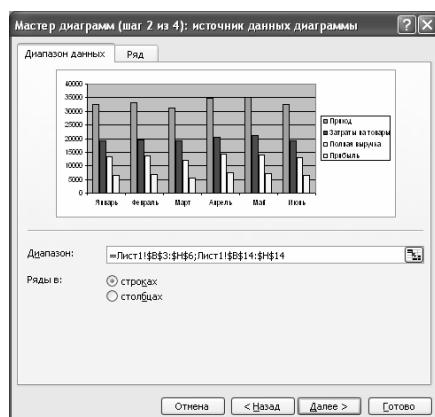 Мастер диаграмм (шаг 2 из 4): источник данных диаграммы
Диапазон данных
Ряд
40000
35000
30000
25000
20000
15000
10000
5000
0
Январь Февраль Март Апрель Май Июнь
Приход
Затраты на товары
Полная выручка
Прибыль
Диапазон:
=Лист1!$B$3:$H$6;Лист1!$B$14:$H$14
Ряды в:
строках
столбцах
Отмена
< Назад
Далее >
Готово